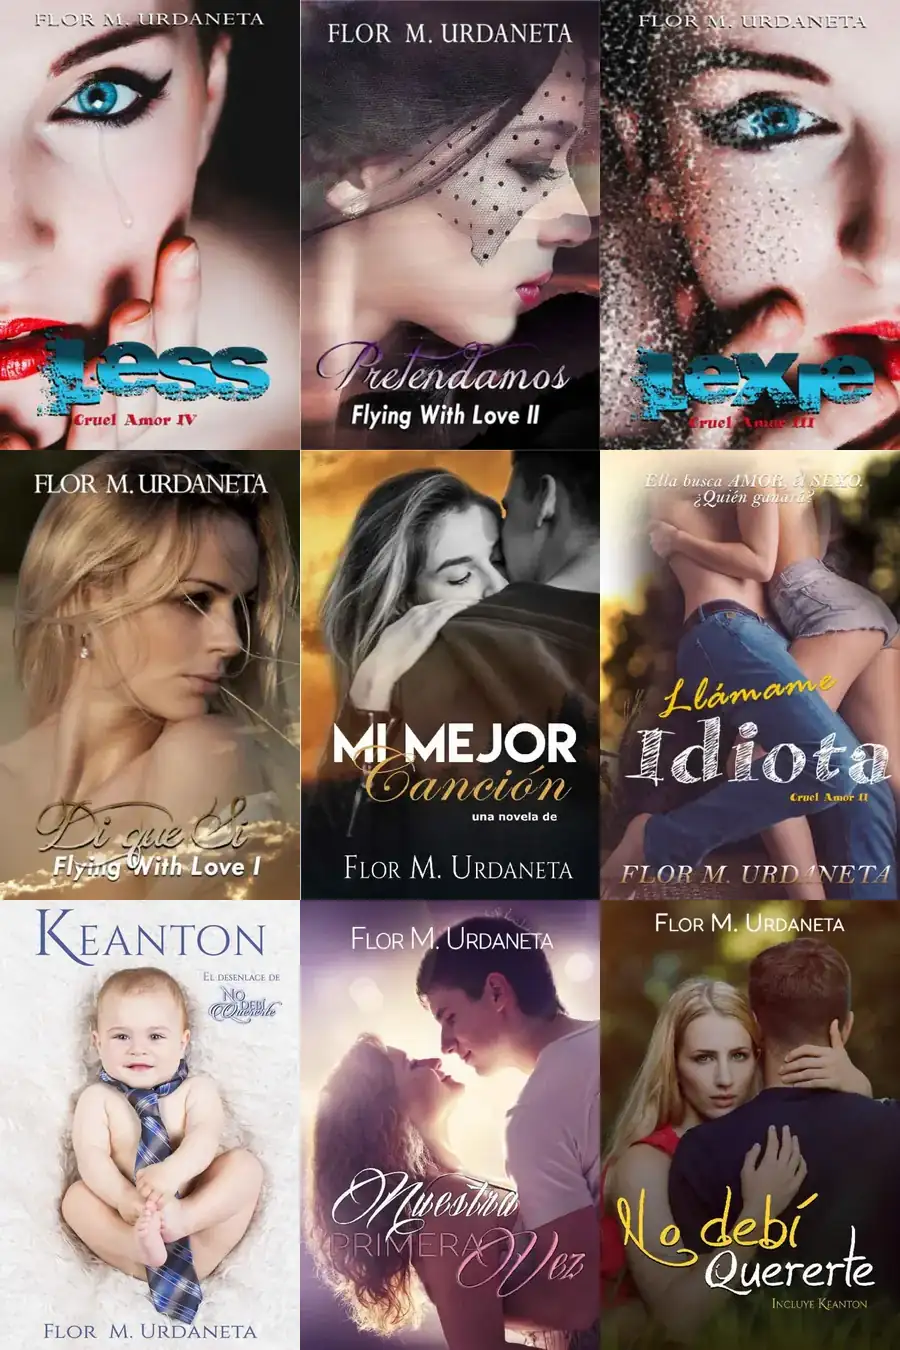 FLOR M. URDANETA
Less
Cruel Amor IV
FLOR M. URDANETA
Pretendamos
Flying With Love II
FLOR M. URDANETA
Lexie
Cruel Amor III
FLOR M. URDANETA
Di que Si
Flying With Love I
MI MEJOR
Canción
una novela de
FLOR M. URDANETA
Ella busca AMOR, él SEXO.
¿Quién ganará?
Llámame
Idiota
Cruel Amor II
FLOR M. URDANETA
KEANTON
EL DESENLACE DE
NO
DEBÍ
Quererte
FLOR M. URDANETA
FLOR M. URDANETA
Nuestra
PRIMERA
Vez
FLOR M. URDANETA
No debí
Quererte
INCLUYE KEANTON